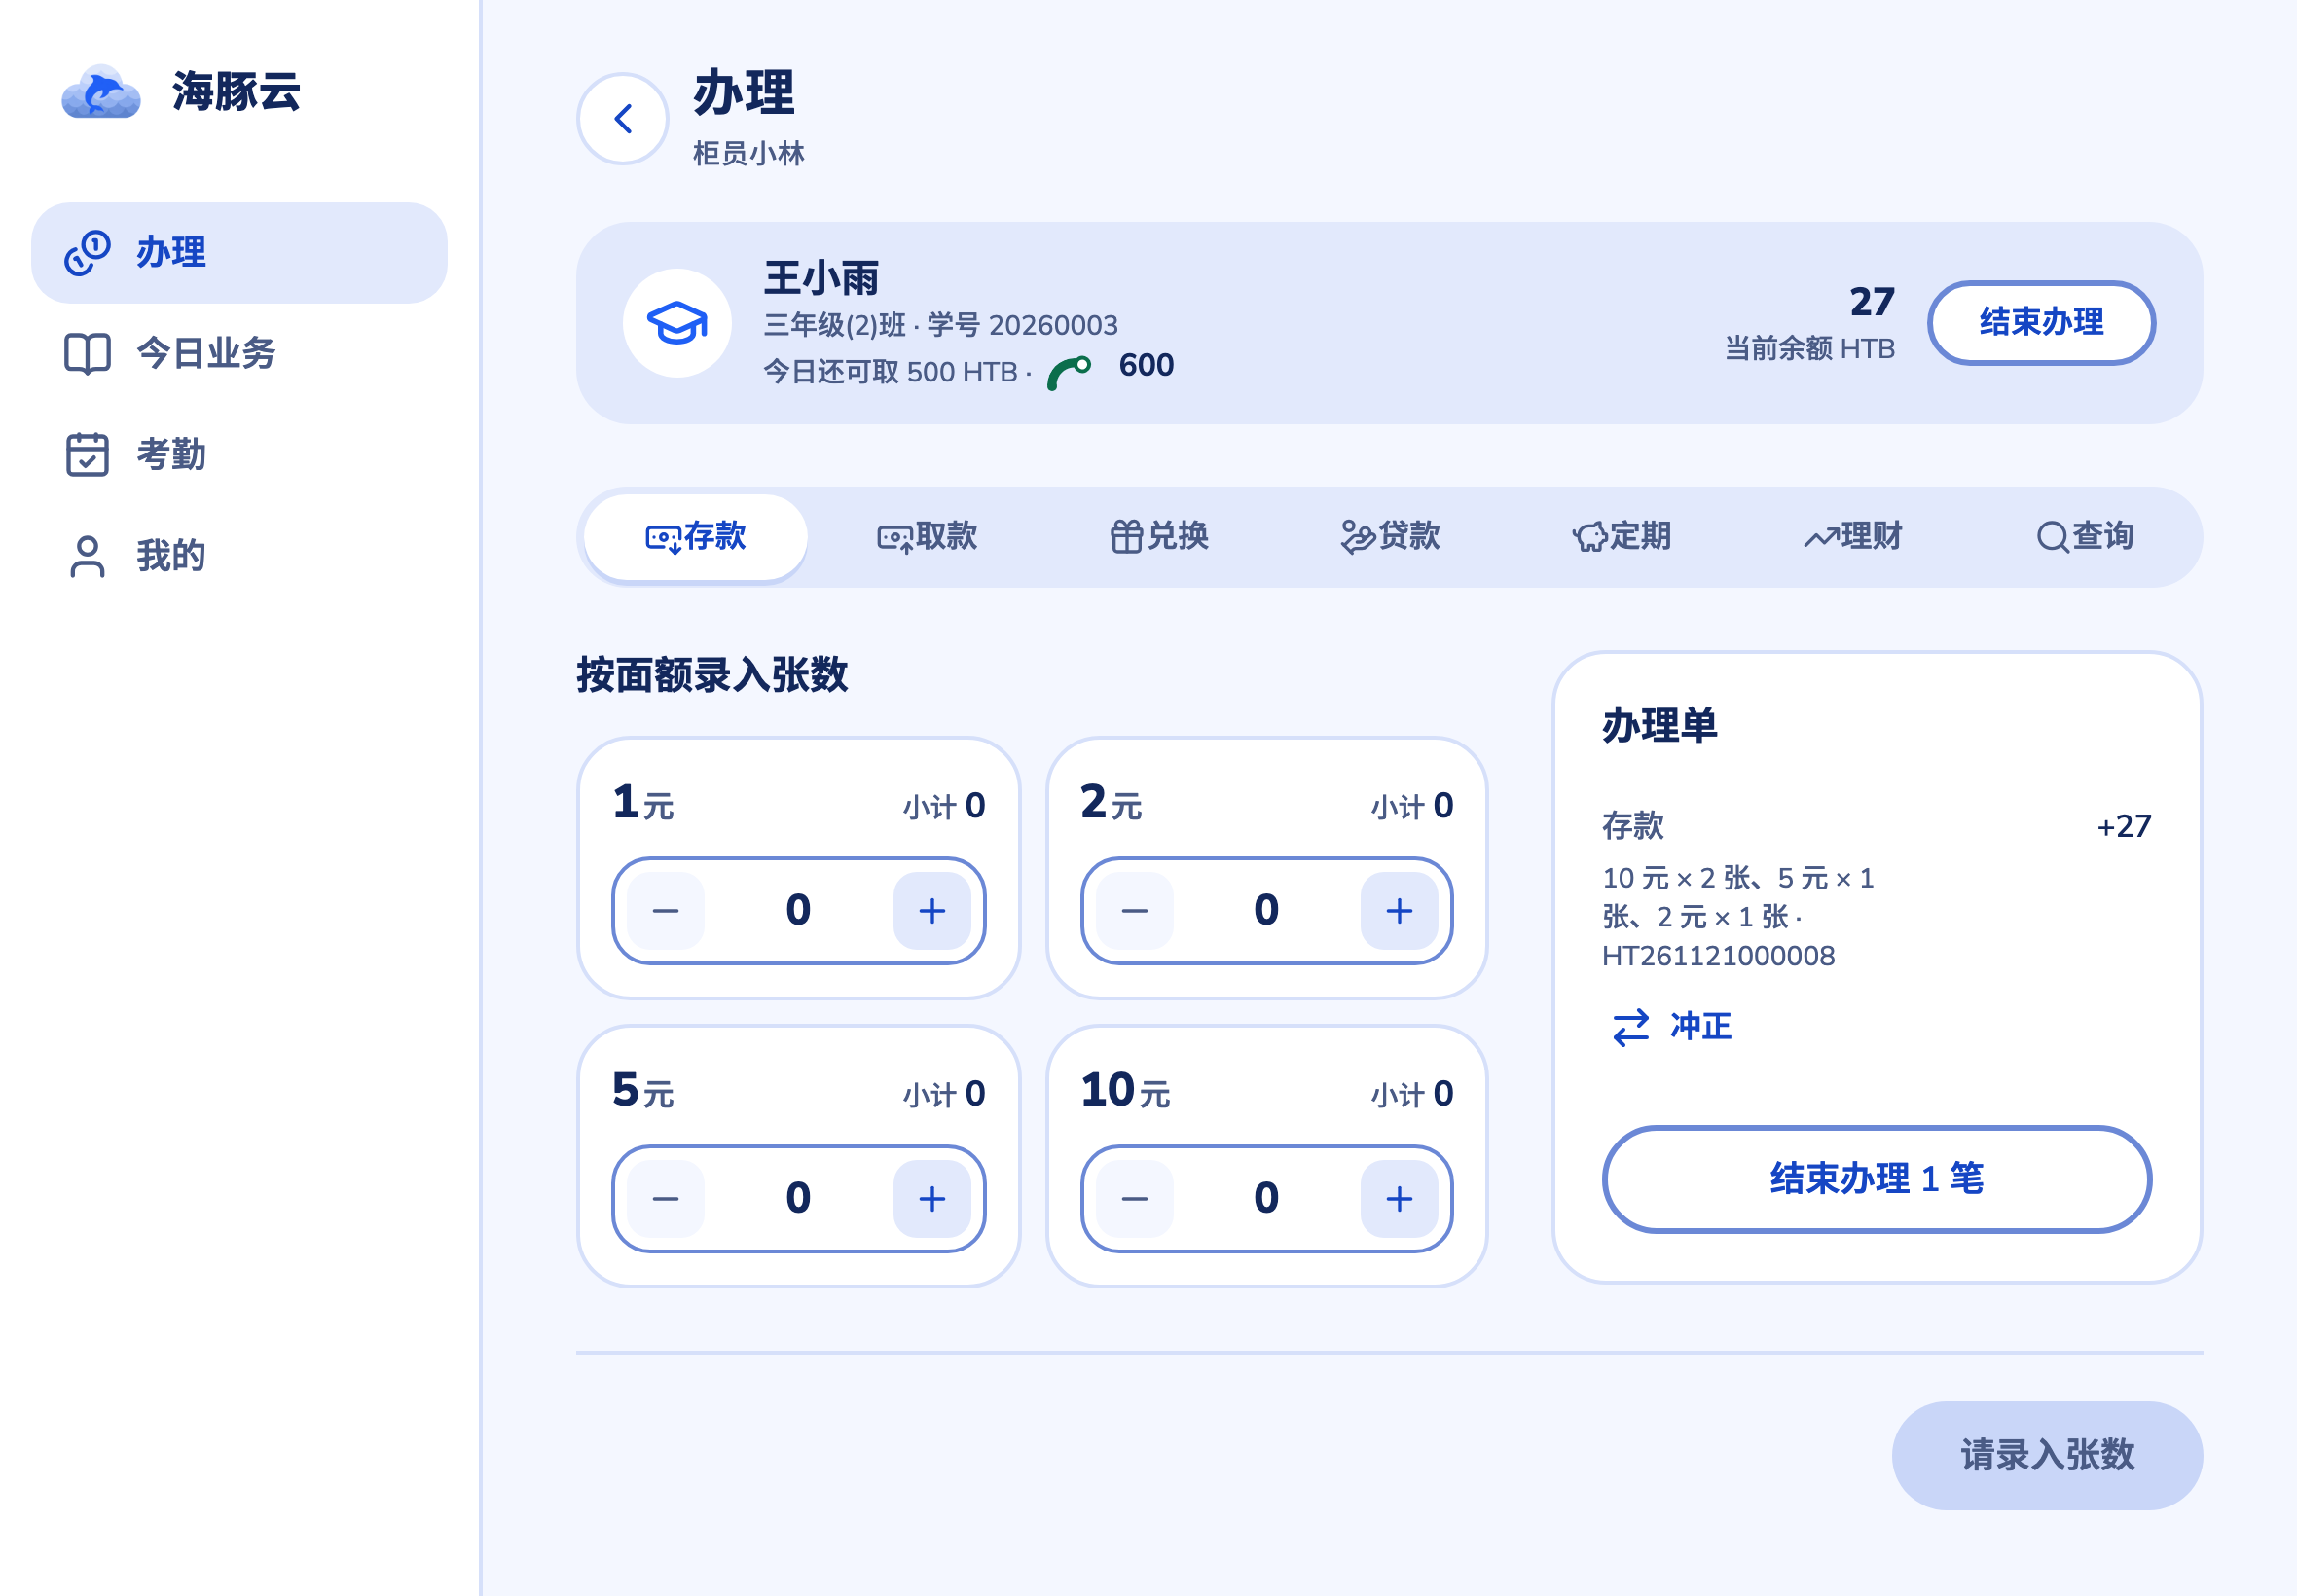 海豚云
办理
今日业务
考勤
我的
办理
柜员小林
王小雨
三年级(2)班 · 学号 20260003
今日还可取 500 HTB · 600
27
当前余额 HTB
结束办理
存款
取款
兑换
贷款
定期
理财
查询
按面额录入张数
1元 小计 0
0
2元 小计 0
0
5元 小计 0
0
10元 小计 0
0
办理单
存款 +27
10 元 × 2 张、5 元 × 1
张、2 元 × 1 张 ·
HT261121000008
冲正
结束办理 1 笔
请录入张数